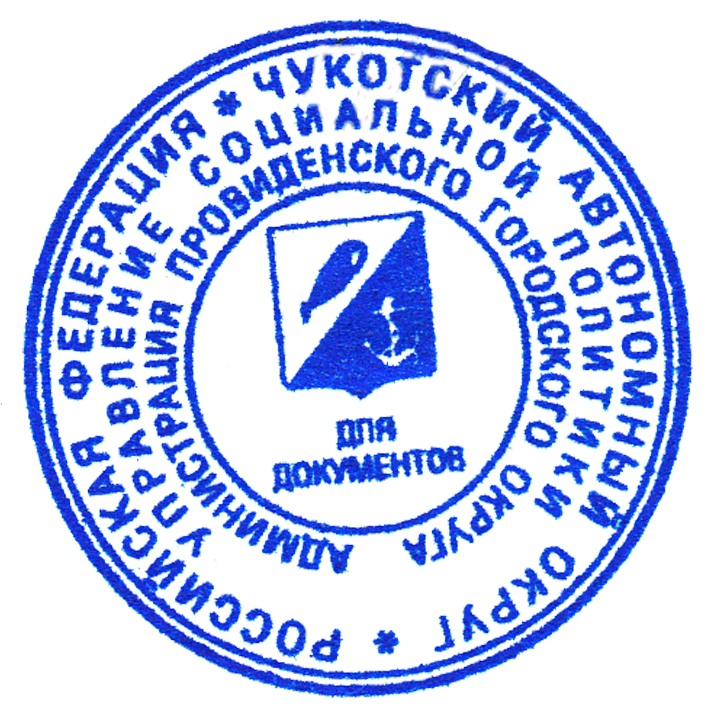 РОССИЙСКАЯ ФЕДЕРАЦИЯ * ЧУКОТСКИЙ АВТОНОМНЫЙ ОКРУГ *
УПРАВЛЕНИЕ СОЦИАЛЬНОЙ ПОЛИТИКИ
АДМИНИСТРАЦИЯ ПРОВИДЕНСКОГО ГОРОДСКОГО ОКРУГА
ДЛЯ
ДОКУМЕНТОВ